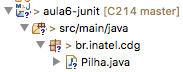 > aula6-junit [C214 master]
> src/main/java
> br.inatel.cdg
> Pilha.java